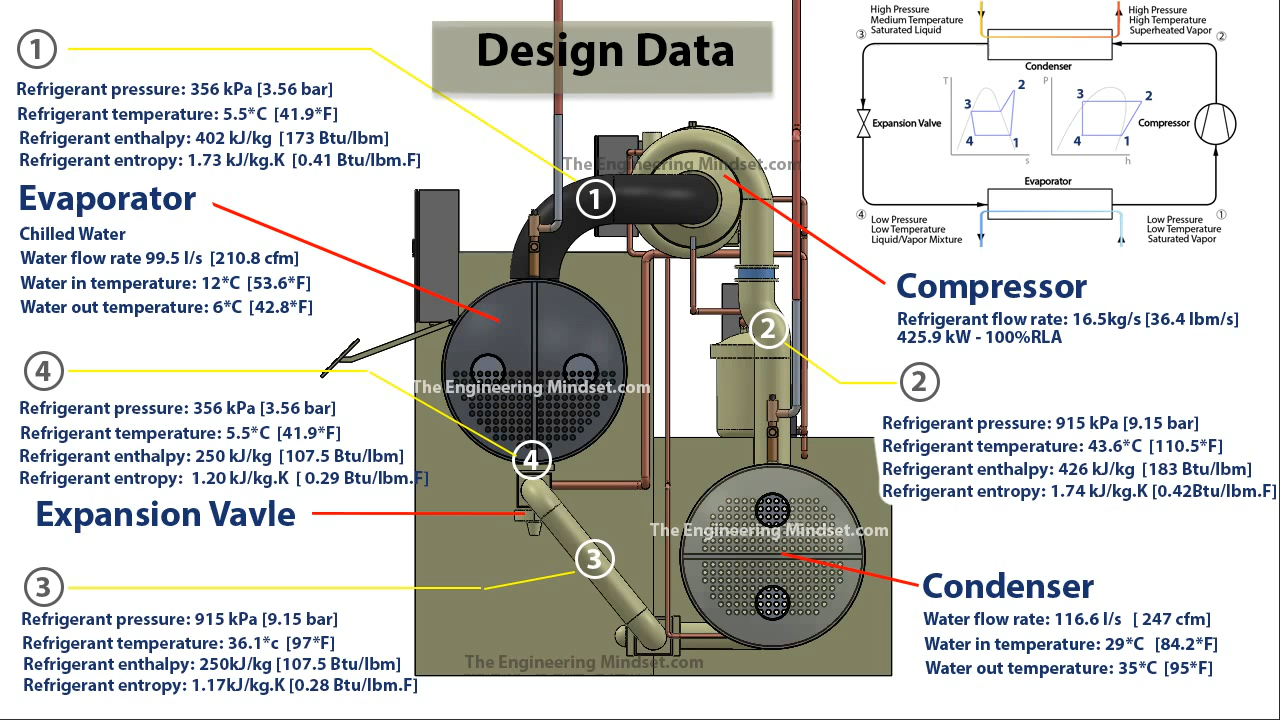 Design Data
1
Refrigerant pressure: 356 kPa [3.56 bar]
Refrigerant temperature: 5.5*C [41.9*F]
Refrigerant enthalpy: 402 kJ/kg [173 Btu/lbm]
Refrigerant entropy: 1.73 kJ/kg.K [0.41 Btu/lbm.F]
Evaporator
Chilled Water
Water flow rate 99.5 l/s [210.8 cfm]
Water in temperature: 12*C [53.6*F]
Water out temperature: 6*C [42.8*F]
4
Refrigerant pressure: 356 kPa [3.56 bar]
Refrigerant temperature: 5.5*C [41.9*F]
Refrigerant enthalpy: 250 kJ/kg [107.5 Btu/lbm]
Refrigerant entropy: 1.20 kJ/kg.K [ 0.29 Btu/lbm.F]
Expansion Vavle
3
Refrigerant pressure: 915 kPa [9.15 bar]
Refrigerant temperature: 36.1*c [97*F]
Refrigerant enthalpy: 250kJ/kg [107.5 Btu/lbm]
Refrigerant entropy: 1.17kJ/kg.K [0.28 Btu/lbm.F]
The Engineering Mindset.com
1
2
The Engineering Mindset.com
4
The Engineering Mindset.com
3
The Engineering Mindset.com
High Pressure
Medium Temperature
Saturated Liquid
High Pressure
High Temperature
Superheated Vapor
3
2
Condenser
T
2
3
4
1
s
P
3
2
4
1
h
Expansion Valve
Compressor
Evaporator
4
1
Low Pressure
Low Temperature
Liquid/Vapor Mixture
Low Pressure
Low Temperature
Saturated Vapor
Compressor
Refrigerant flow rate: 16.5kg/s [36.4 lbm/s]
425.9 kW - 100%RLA
2
Refrigerant pressure: 915 kPa [9.15 bar]
Refrigerant temperature: 43.6*C [110.5*F]
Refrigerant enthalpy: 426 kJ/kg [183 Btu/lbm]
Refrigerant entropy: 1.74 kJ/kg.K [0.42Btu/lbm.F]
Condenser
Water flow rate: 116.6 l/s [ 247 cfm]
Water in temperature: 29*C [84.2*F]
Water out temperature: 35*C [95*F]